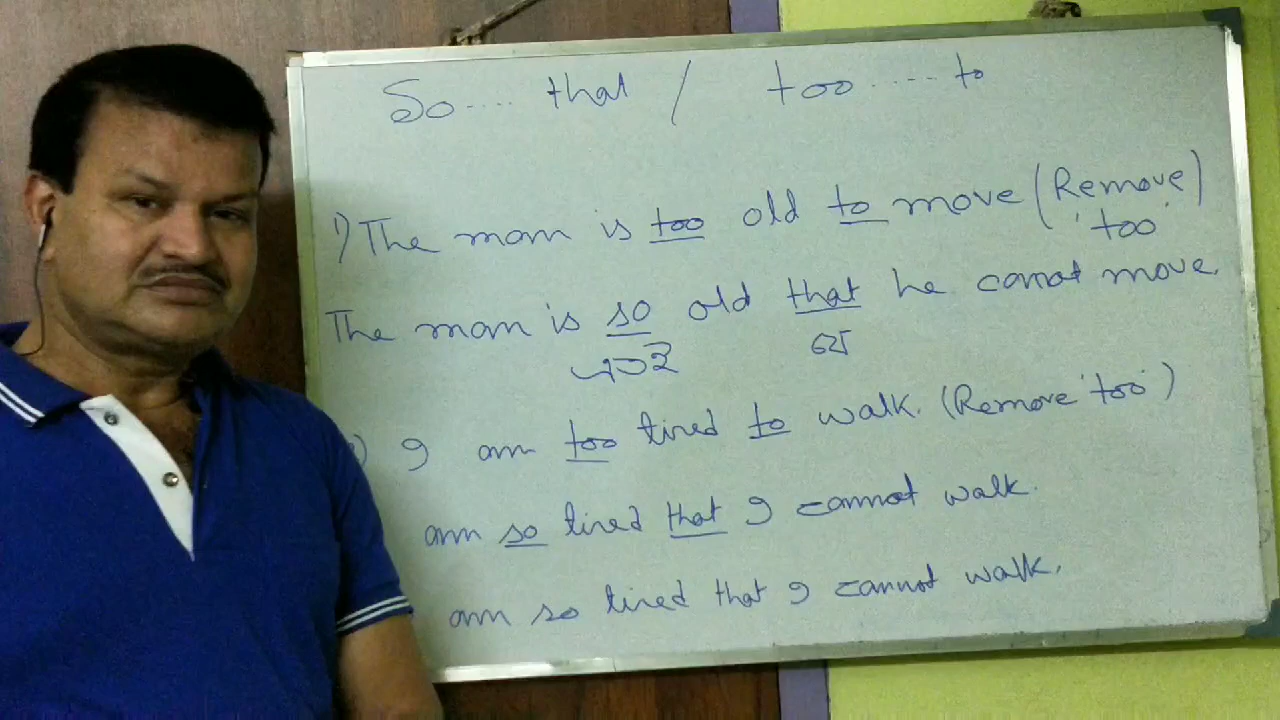 So.... that / too..... to
1) The man is too old to move (Remove 'too')
The man is so old that he cannot move.
I am too tired to walk. (Remove 'too')
am so tired that I cannot walk.
am so tired that I cannot walk.